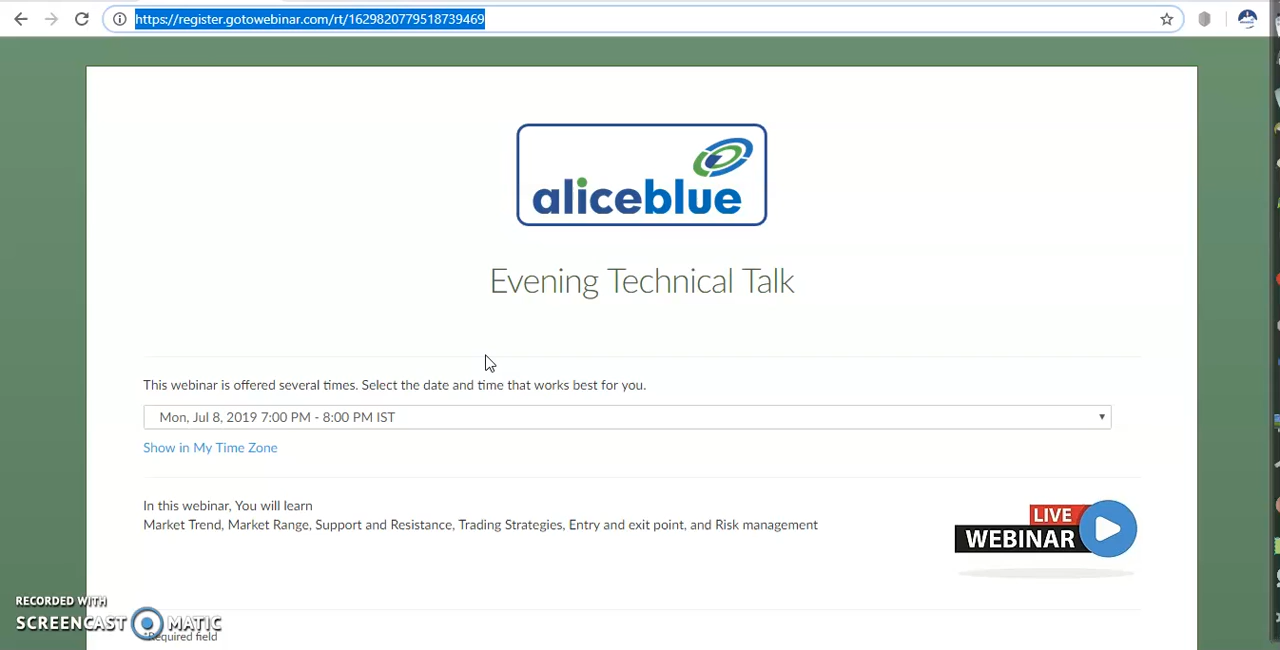 https://register.gotowebinar.com/rt/1629820779518739469
aliceblue
Evening Technical Talk
This webinar is offered several times. Select the date and time that works best for you.
Mon, Jul 8, 2019 7:00 PM - 8:00 PM IST
Show in My Time Zone
In this webinar, You will learn
Market Trend, Market Range, Support and Resistance, Trading Strategies, Entry and exit point, and Risk management
LIVE
WEBINAR
RECORDED WITH
SCREENCAST MATIC
*Required field